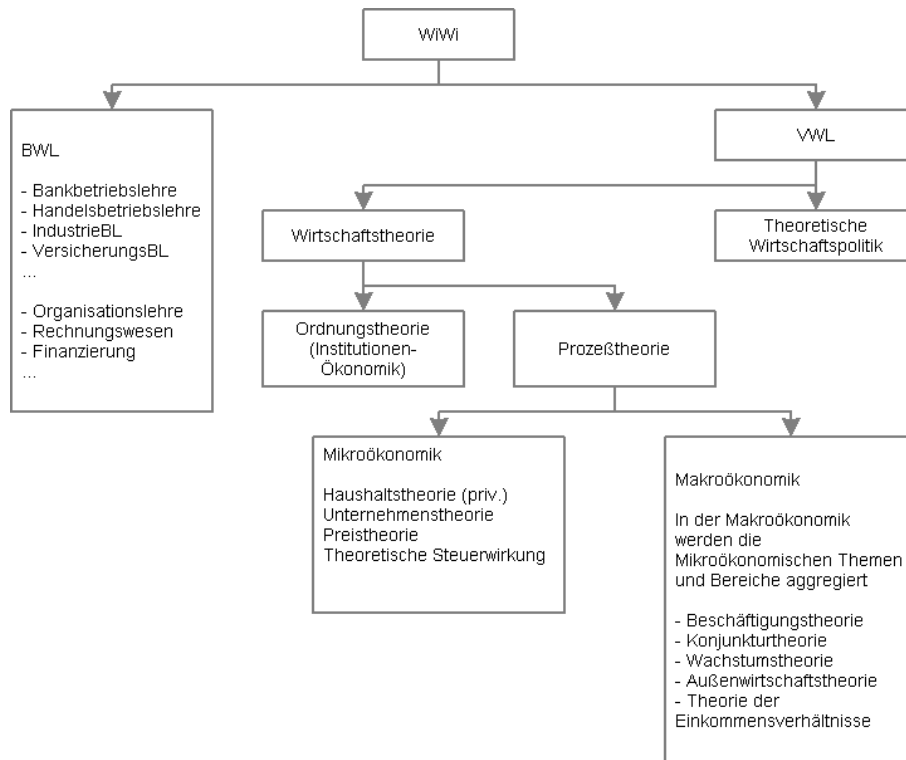 WiWi
BWL
- Bankbetriebslehre
- Handelsbetriebslehre
- IndustrieBL
- VersicherungsBL
...
- Organisationslehre
- Rechnungswesen
- Finanzierung
...
VWL
Wirtschaftstheorie
Theoretische
Wirtschaftspolitik
Ordnungstheorie
(Institutionen-
Ökonomik)
Prozeßtheorie
Mikroökonomik
Haushaltstheorie (priv.)
Unternehmenstheorie
Preistheorie
Theoretische Steuerwirkung
Makroökonomik
In der Makroökonomik
werden die
Mikroökonomischen Themen
und Bereiche aggregiert
- Beschäftigungstheorie
- Konjunkturtheorie
- Wachstumstheorie
- Außenwirtschaftstheorie
- Theorie der
Einkommensverhältnisse